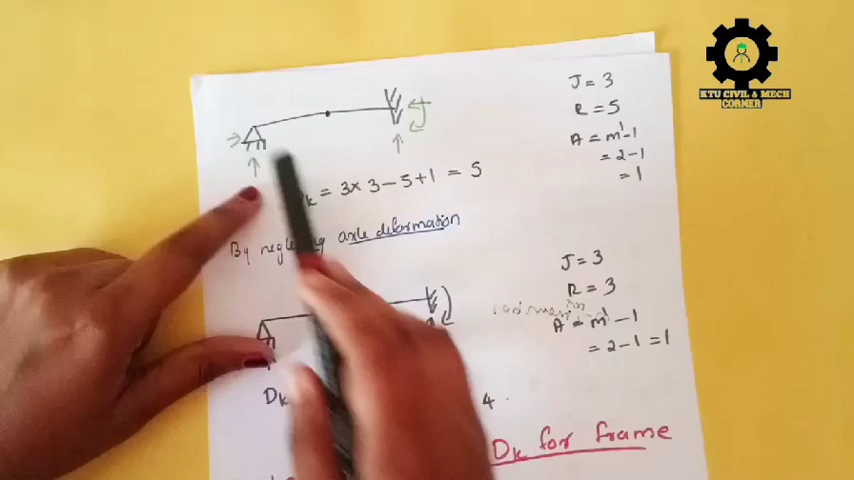 KTU CIVIL & MECH
CORNER
J = 3
R = 5
A = m'-1
= 2-1
= 1
k = 3×3-5+1 = 5
By neglecting axle deformation
J = 3
R = 3
A = m'-1
= 2-1 = 1
Dk
4
Dk for frame